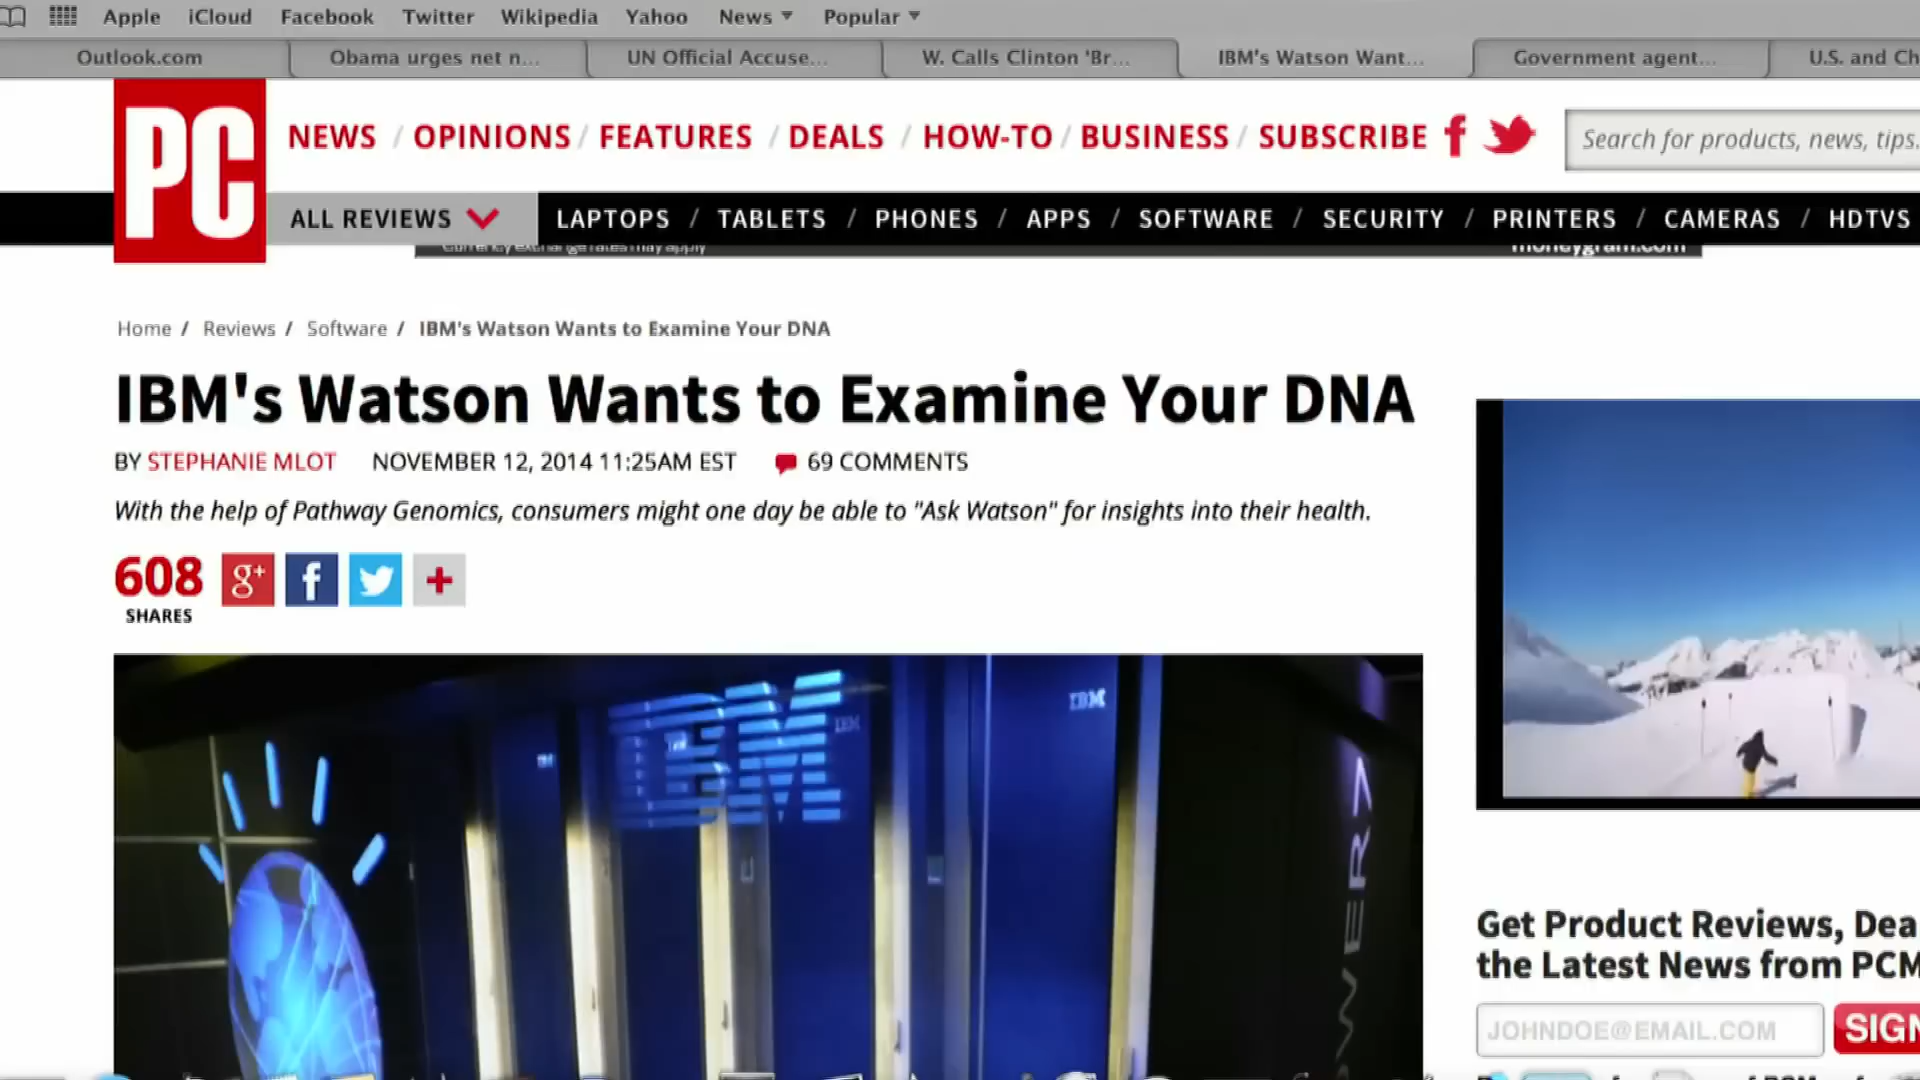 Apple iCloud Facebook Twitter Wikipedia Yahoo News Popular
Outlook.com Obama urges net n... UN Official Accuse... W. Calls Clinton 'Br... IBM's Watson Want... Government agent... U.S. and Ch
PC
NEWS / OPINIONS / FEATURES / DEALS / HOW-TO / BUSINESS / SUBSCRIBE f
Search for products, news, tips.
ALL REVIEWS LAPTOPS / TABLETS / PHONES / APPS / SOFTWARE / SECURITY / PRINTERS / CAMERAS / HDTVS
Currency exchange rates may apply moneygram.com
Home / Reviews / Software / IBM's Watson Wants to Examine Your DNA
IBM's Watson Wants to Examine Your DNA
BY STEPHANIE MLOT NOVEMBER 12, 2014 11:25AM EST 69 COMMENTS
With the help of Pathway Genomics, consumers might one day be able to "Ask Watson" for insights into their health.
608 g+ f +
SHARES
IBM
IBM
IBM
IBM
POWER7
Get Product Reviews, Dea
the Latest News from PCM
JOHNDOE@EMAIL.COM SIGN